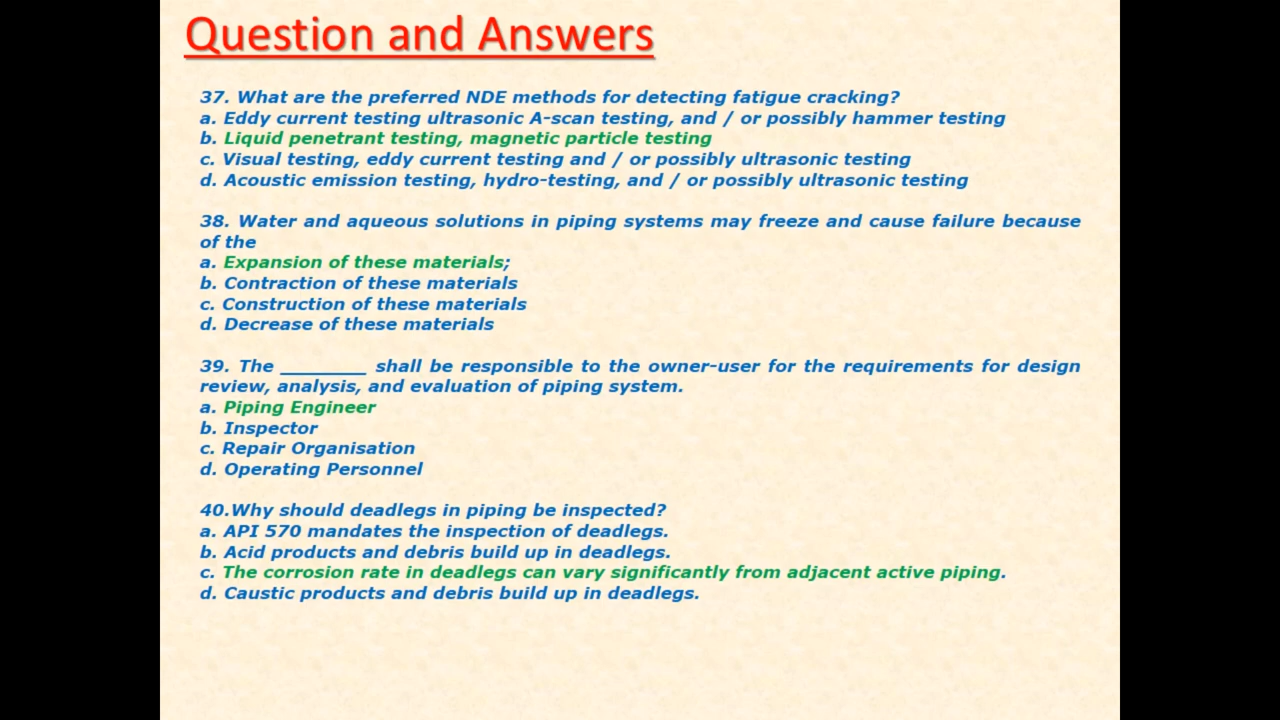 Question and Answers
37. What are the preferred NDE methods for detecting fatigue cracking?
a. Eddy current testing ultrasonic A-scan testing, and / or possibly hammer testing
b. Liquid penetrant testing, magnetic particle testing
c. Visual testing, eddy current testing and / or possibly ultrasonic testing
d. Acoustic emission testing, hydro-testing, and / or possibly ultrasonic testing
38. Water and aqueous solutions in piping systems may freeze and cause failure because
of the
a. Expansion of these materials;
b. Contraction of these materials
c. Construction of these materials
d. Decrease of these materials
39. The ________ shall be responsible to the owner-user for the requirements for design
review, analysis, and evaluation of piping system.
a. Piping Engineer
b. Inspector
c. Repair Organisation
d. Operating Personnel
40.Why should deadlegs in piping be inspected?
a. API 570 mandates the inspection of deadlegs.
b. Acid products and debris build up in deadlegs.
c. The corrosion rate in deadlegs can vary significantly from adjacent active piping.
d. Caustic products and debris build up in deadlegs.